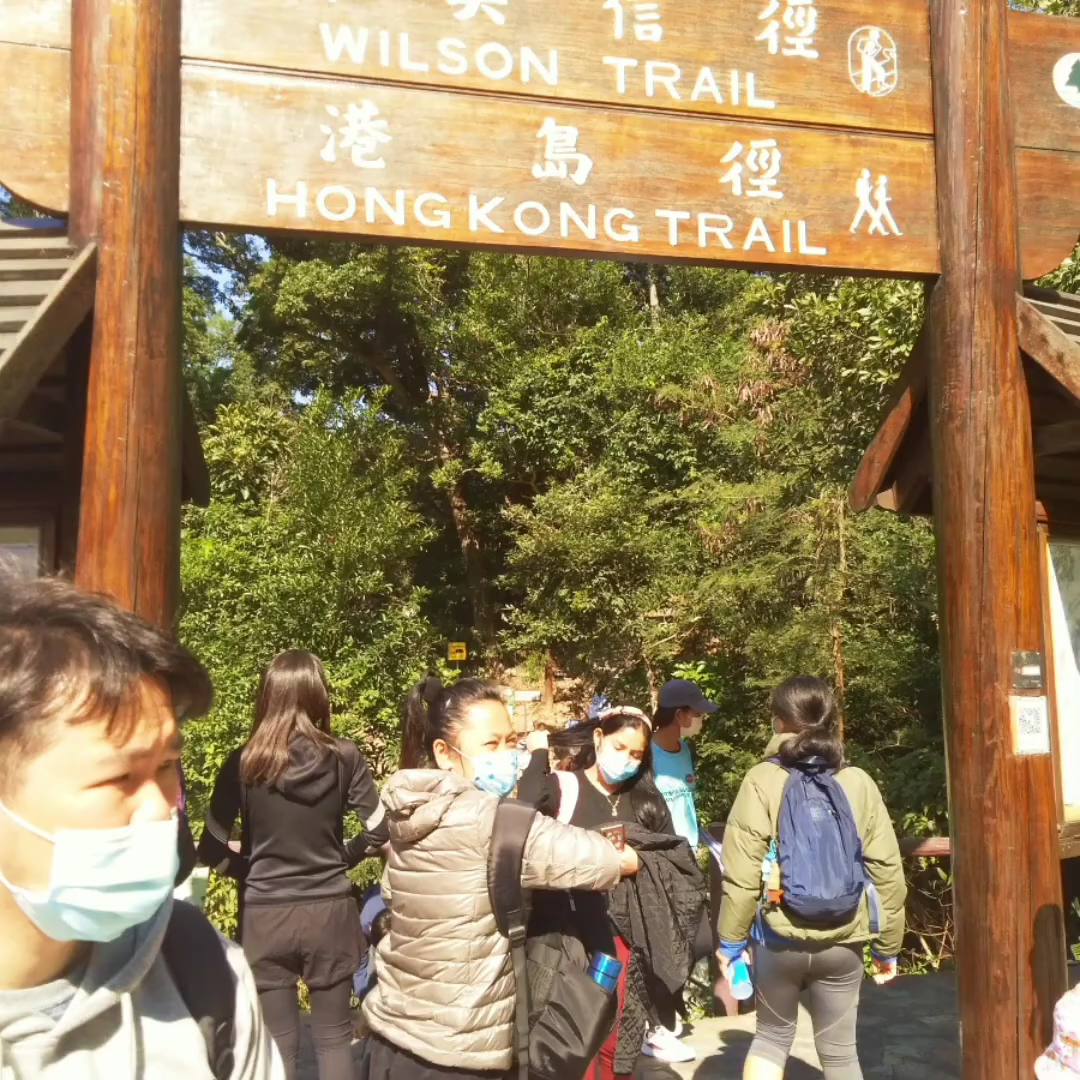 信 徑
WILSON TRAIL
港 島 徑
HONG KONG TRAIL